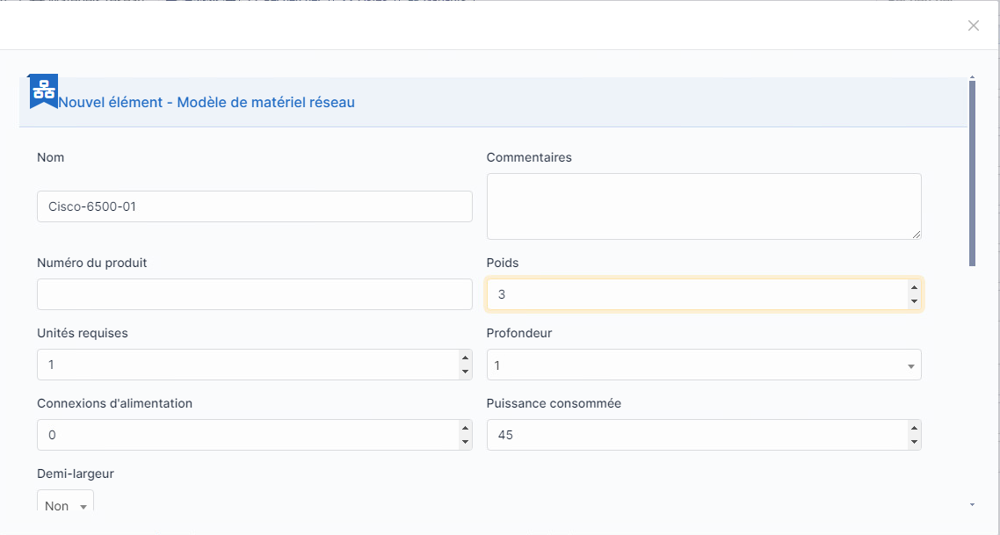 Nouvel élément - Modèle de matériel réseau
Nom
Commentaires
Cisco-6500-01
Numéro du produit
Poids
3
Unités requises
Profondeur
1
1
Connexions d'alimentation
Puissance consommée
0
45
Demi-largeur
Non